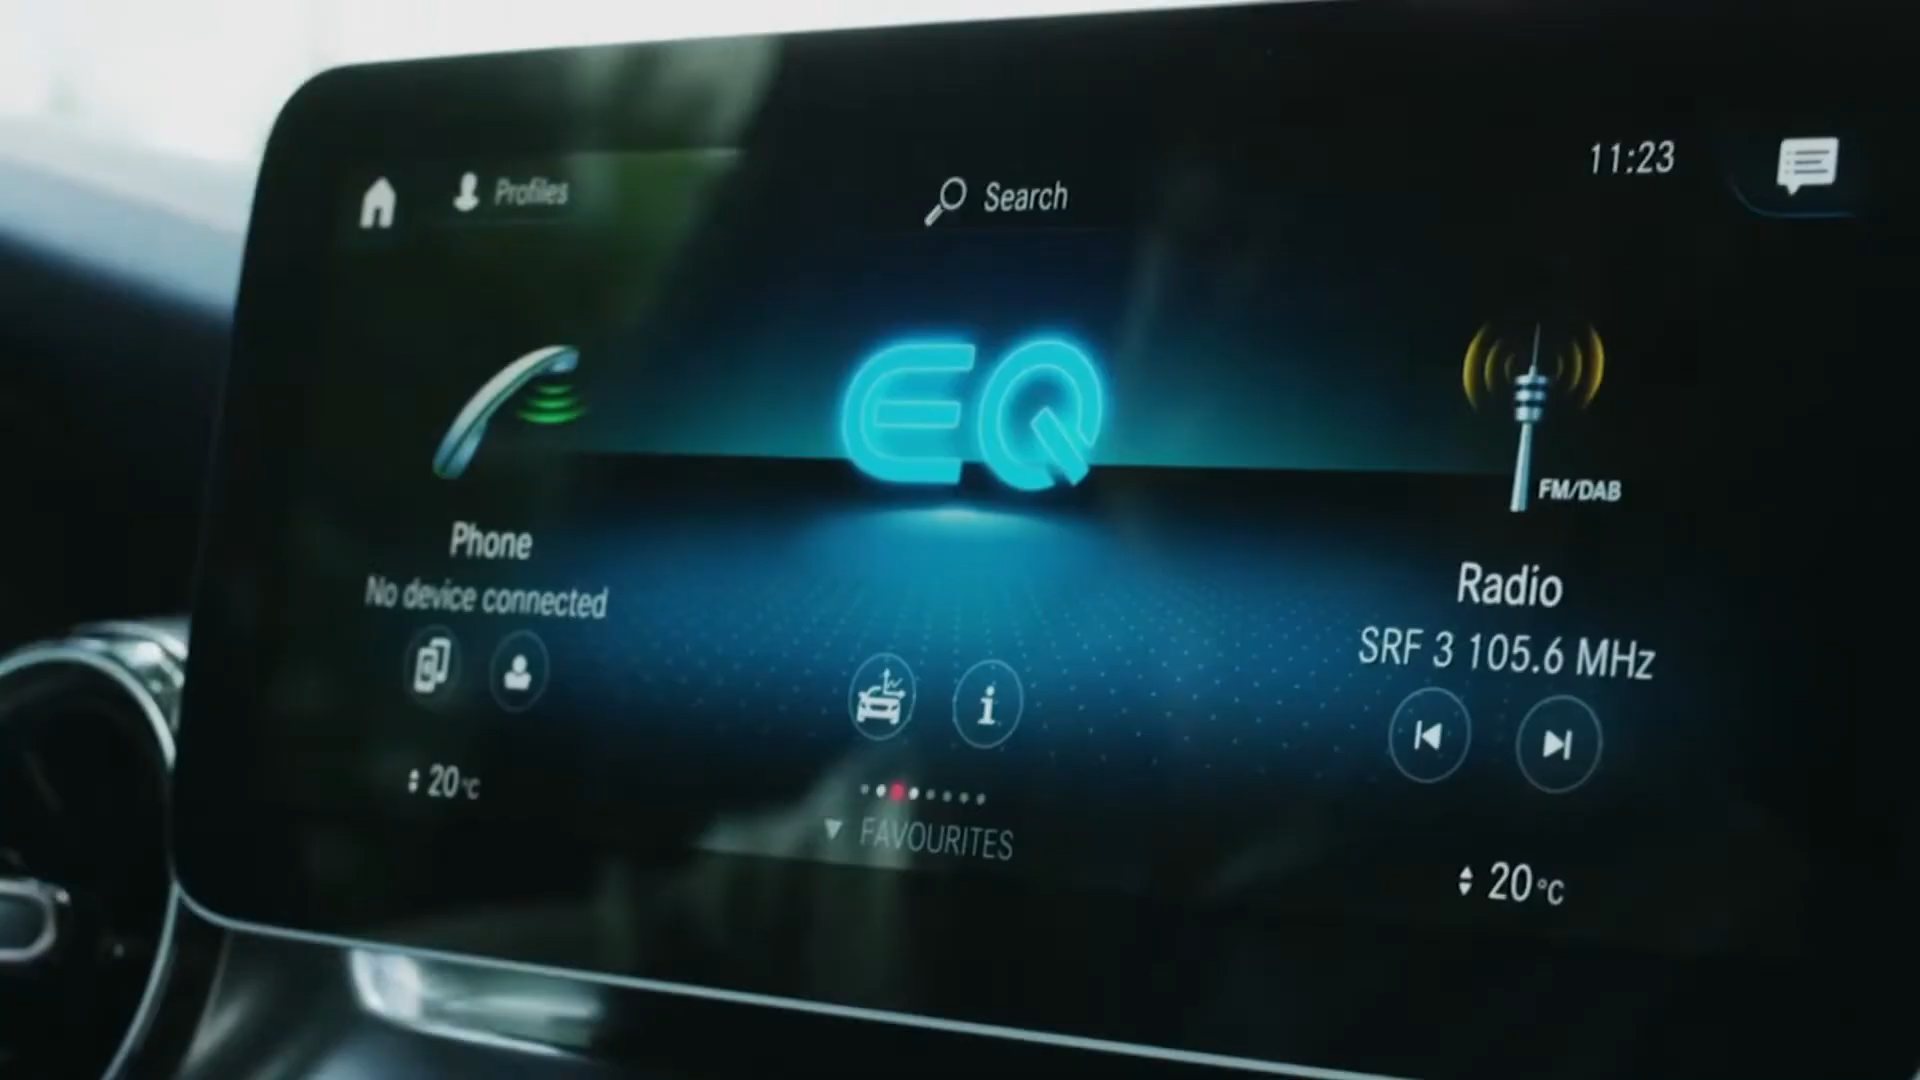 Profiles
Search
11:23
EQ
FM/DAB
Phone
No device connected
Radio
SRF 3 105.6 MHz
20°C
FAVOURITES
20°C